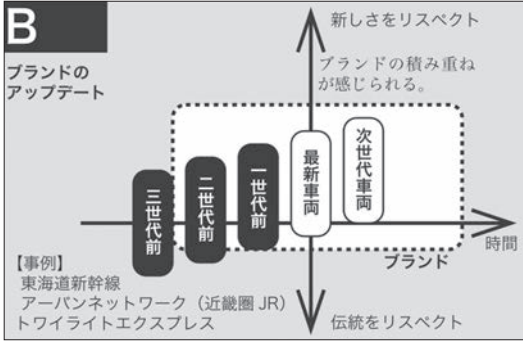 B
ブランドの
アップデート
新しさをリスペクト
ブランドの積み重ね
が感じられる。
三世代前
二世代前
一世代前
最新車両
次世代車両
時間
ブランド
【事例】
東海道新幹線
アーバンネットワーク（近畿圏 JR）
トワイライトエクスプレス
伝統をリスペクト